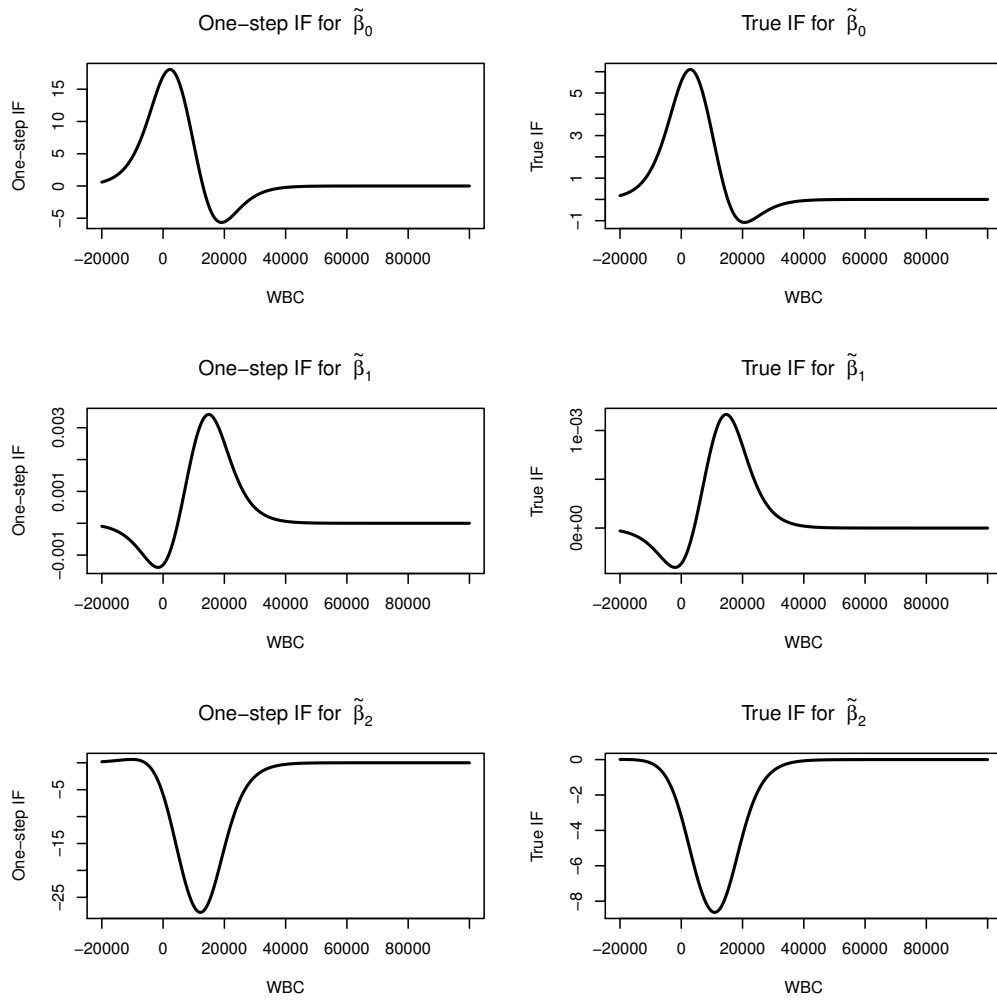 One−step IF for β̃0
True IF for β̃0
One−step IF
−5 0 5 10 15
−20000 0 20000 40000 60000 80000
WBC
True IF
−1 1 3 5
−20000 0 20000 40000 60000 80000
WBC
One−step IF for β̃1
True IF for β̃1
One−step IF
−0.001 0.001 0.003
−20000 0 20000 40000 60000 80000
WBC
True IF
0e+00 1e−03
−20000 0 20000 40000 60000 80000
WBC
One−step IF for β̃2
True IF for β̃2
One−step IF
−25 −15 −5
−20000 0 20000 40000 60000 80000
WBC
True IF
−8 −6 −4 −2 0
−20000 0 20000 40000 60000 80000
WBC